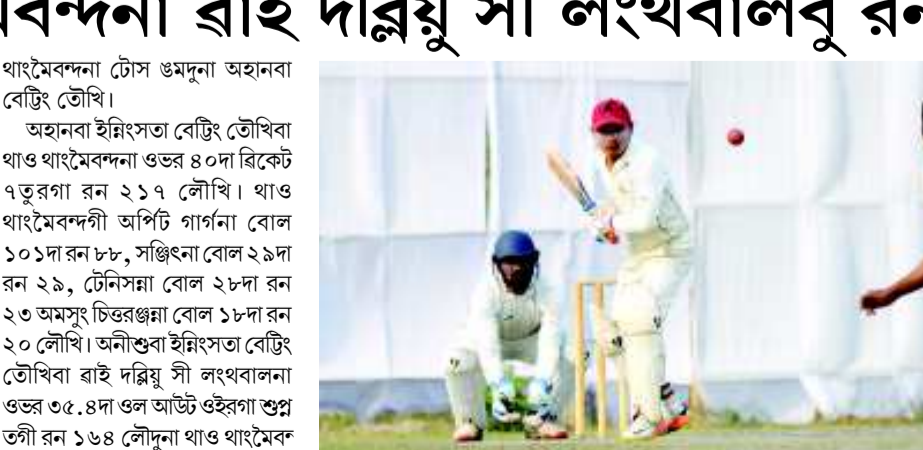 ৱাই দব্লিয়ু সী লংথবালবু রন
থাংমৈবন্দনা টোস ঙমদুনা অহানবা
বেটিং তৌখি।
অহানবা ইন্নিংসতা বেটিং তৌখিবা
থাও থাংমৈবন্দনা ওভর ৪০দা ৱিকেট
৭তুরগা রন ২১৭ লৌখি। থাও
থাংমৈবন্দগী অর্পিট গার্গনা বোল
১০১দা রন ৮৮, সঞ্জিৎনা বোল ২৯দা
রন ২৯, টেনিসন্না বোল ২৮দা রন
২৩ অমসুং চিত্তরঞ্জন্না বোল ১৮দা রন
২০ লৌখি। অনীশুবা ইন্নিংসতা বেটিং
তৌখিবা ৱাই দব্লিয়ু সী লংথবালনা
ওভর ৩৫.৪দা ওল আউট ওইরগা শুপ্ন
তগী রন ১৬৪ লৌদুনা থাও